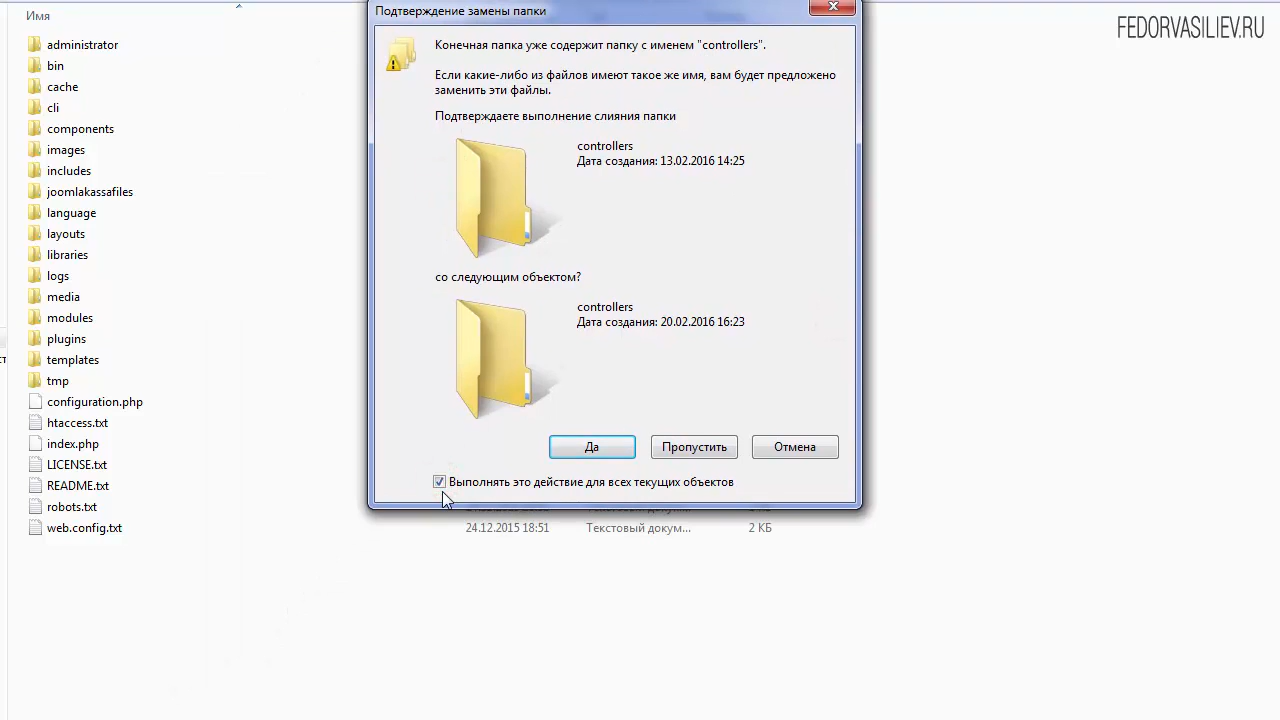 Подтверждение замены папки
FEDORVASILIEV.RU
Имя
administrator
bin
cache
cli
components
images
includes
joomlakassafiles
language
layouts
libraries
logs
media
modules
plugins
templates
tmp
configuration.php
htaccess.txt
index.php
LICENSE.txt
README.txt
robots.txt
web.config.txt
Конечная папка уже содержит папку с именем "controllers".
Если какие-либо из файлов имеют такое же имя, вам будет предложено
заменить эти файлы.
Подтверждаете выполнение слияния папки
controllers
Дата создания: 13.02.2016 14:25
со следующим объектом?
controllers
Дата создания: 20.02.2016 16:23
Да
Пропустить
Отмена
Выполнять это действие для всех текущих объектов
24.12.2015 18:51 Текстовый докум... 2 КБ